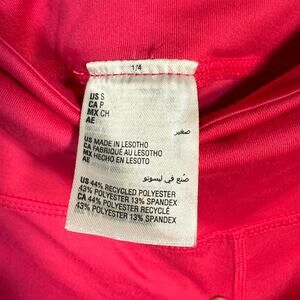 1/4
US S
CA P
MX CH
AE
صغير
US MADE IN LESOTHO
CA FABRIQUÉ AU LESOTHO
MX HECHO EN LESOTO
AE
صُنع في ليسوتو
US 44% RECYCLED POLYESTER
43% POLYESTER 13% SPANDEX
CA 44% POLYESTER RECYCLÉ
43% POLYESTER 13% SPANDEX